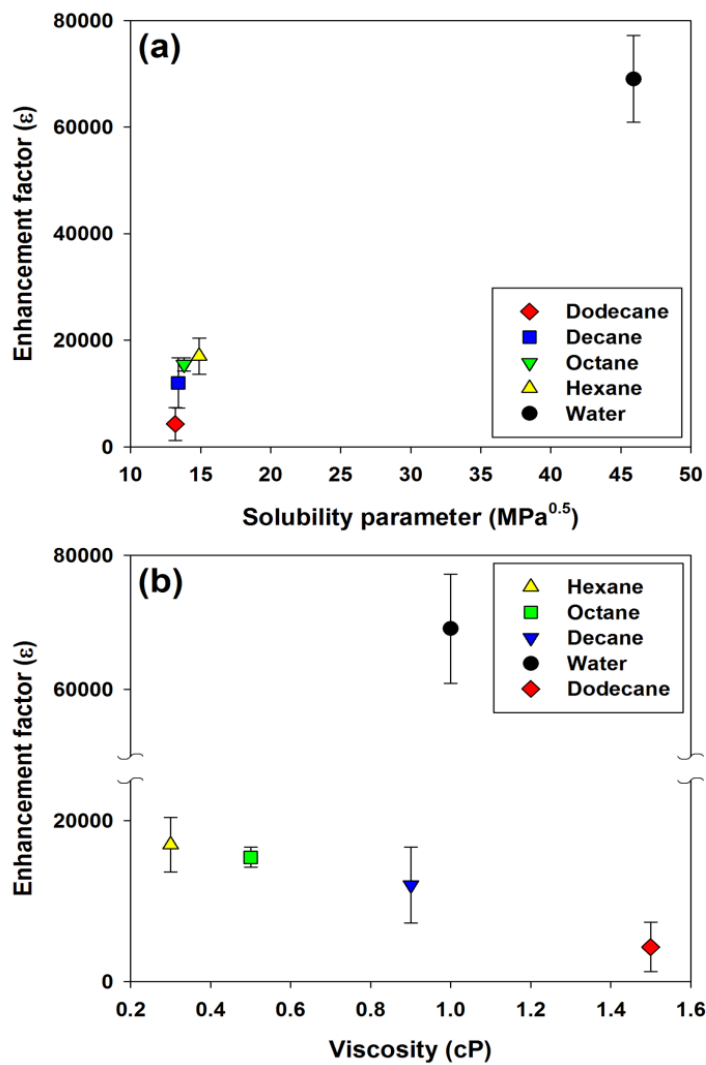 (a)
Enhancement factor (ε)
80000
60000
40000
20000
0
Dodecane
Decane
Octane
Hexane
Water
10 15 20 25 30 35 40 45 50
Solubility parameter (MPa^0.5)
(b)
Enhancement factor (ε)
80000
60000
20000
0
Hexane
Octane
Decane
Water
Dodecane
0.2 0.4 0.6 0.8 1.0 1.2 1.4 1.6
Viscosity (cP)